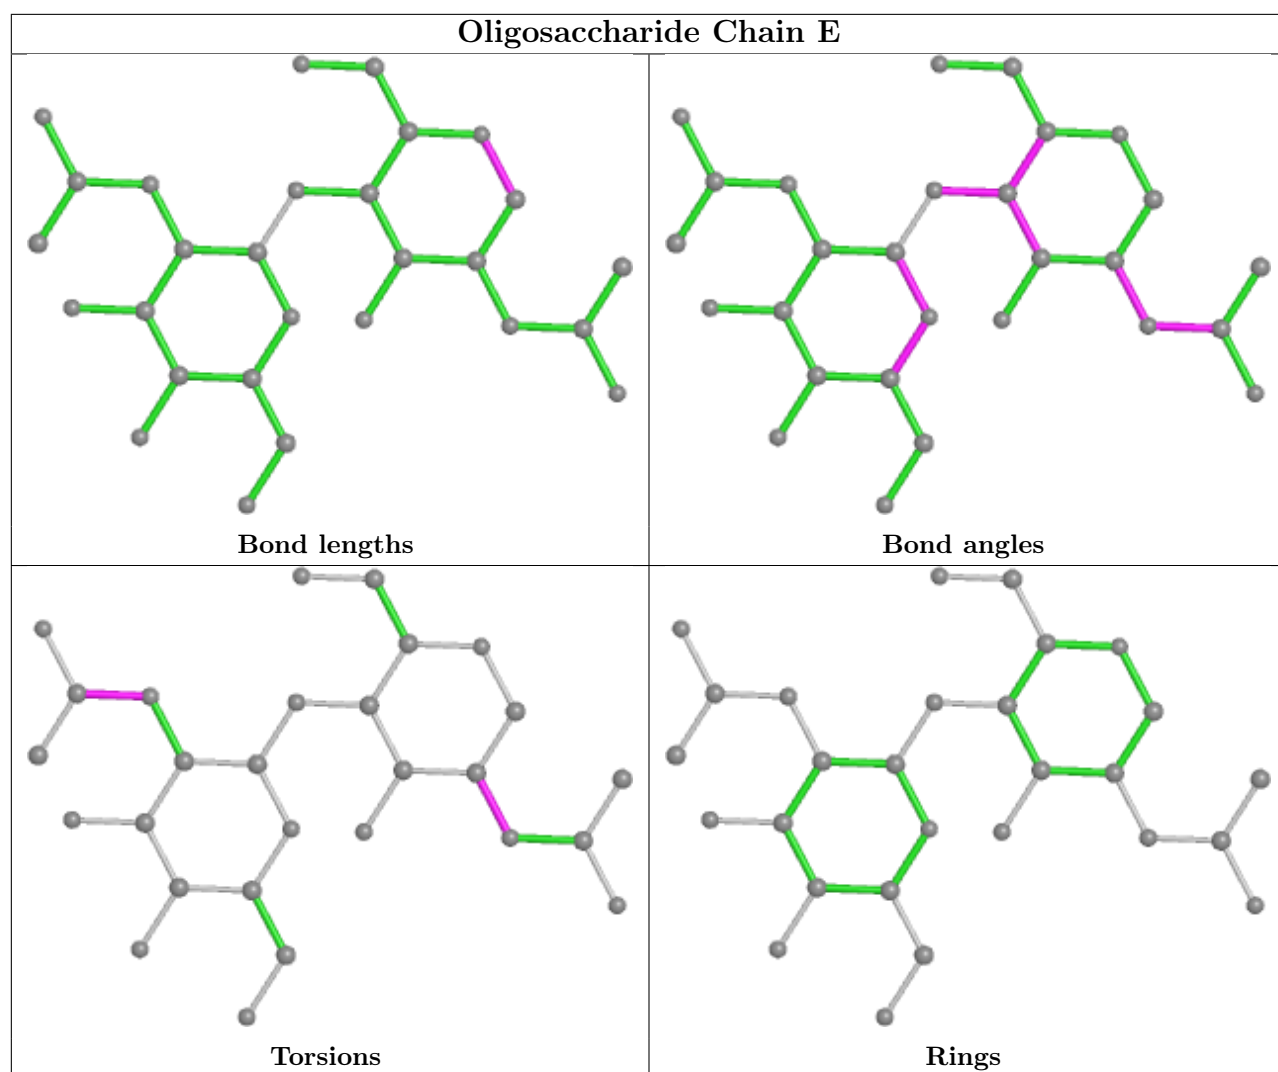 Oligosaccharide Chain E
Bond lengths
Bond angles
Torsions
Rings